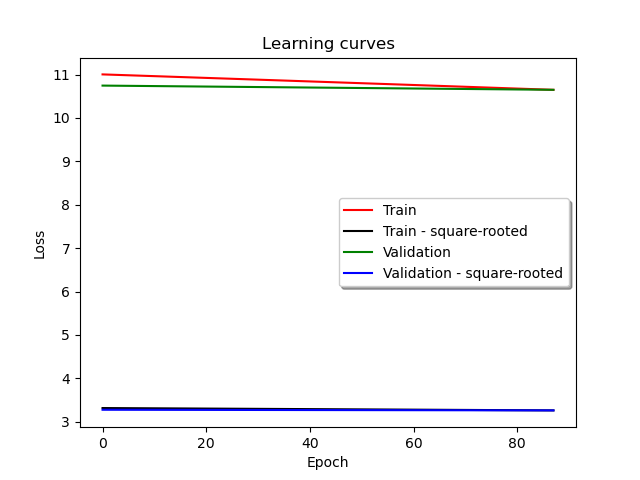 Learning curves
11
10
9
8
7
6
5
4
3
Loss
Train
Train - square-rooted
Validation
Validation - square-rooted
0 20 40 60 80
Epoch